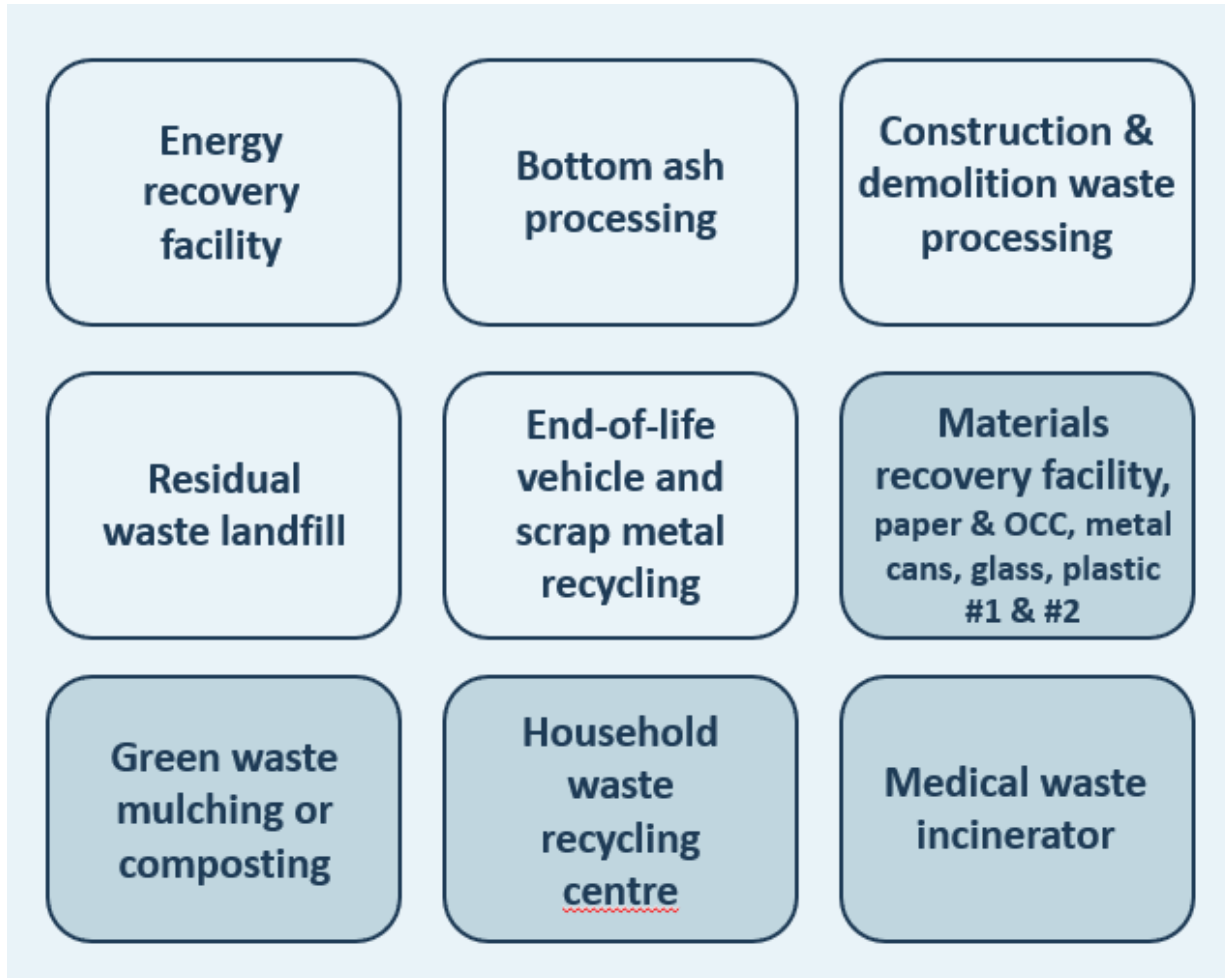 Energy
recovery
facility
Bottom ash
processing
Construction &
demolition waste
processing
Residual
waste landfill
End-of-life
vehicle and
scrap metal
recycling
Materials
recovery facility,
paper & OCC, metal
cans, glass, plastic
#1 & #2
Green waste
mulching or
composting
Household
waste
recycling
centre
Medical waste
incinerator